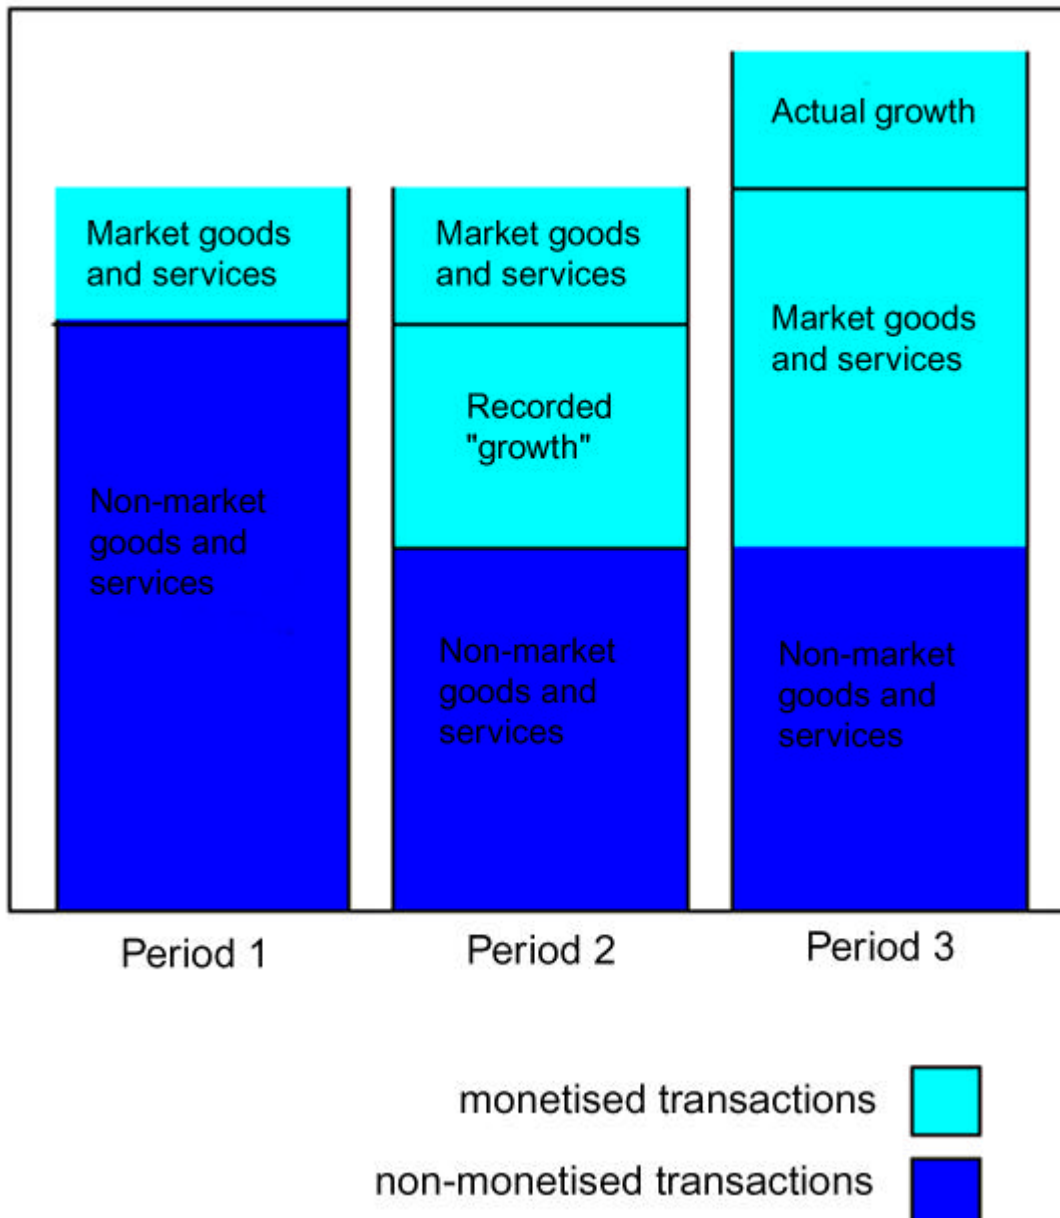 Market goods
and services
Non-market
goods and
services
Market goods
and services
Recorded
"growth"
Non-market
goods and
services
Actual growth
Market goods
and services
Non-market
goods and
services
Period 1
Period 2
Period 3
monetised transactions
non-monetised transactions